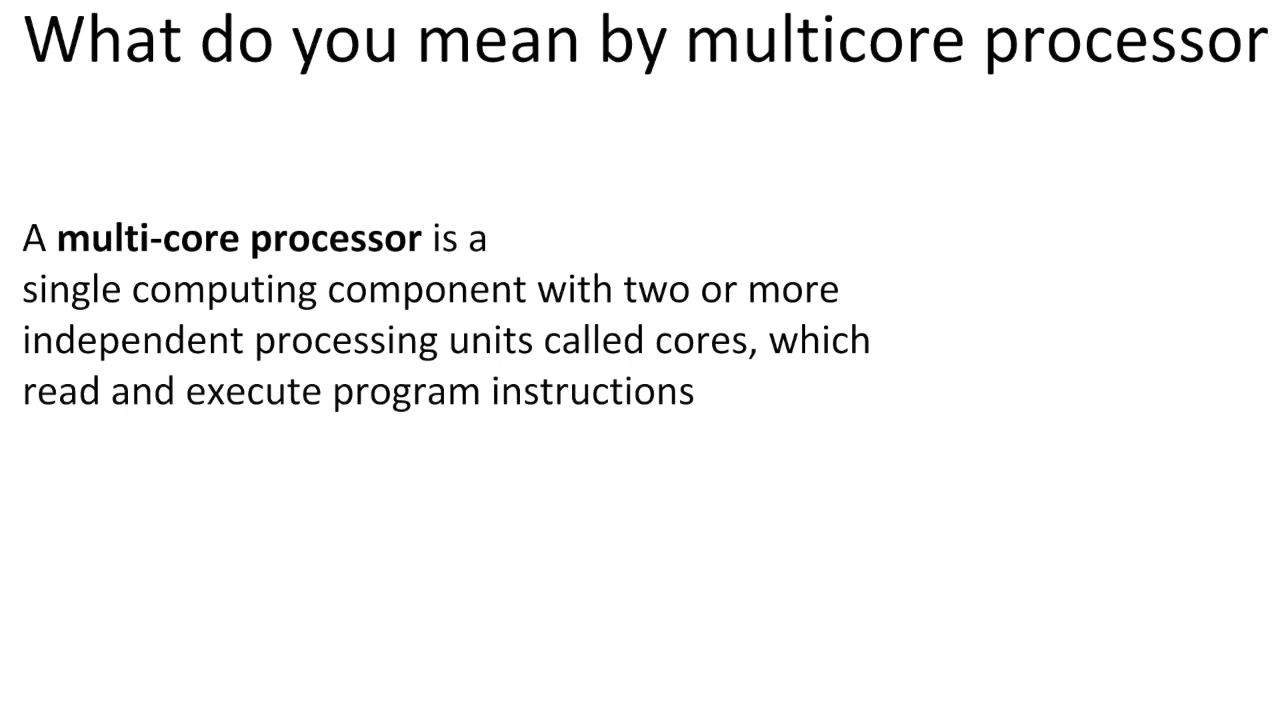 What do you mean by multicore processor
A multi-core processor is a
single computing component with two or more
independent processing units called cores, which
read and execute program instructions